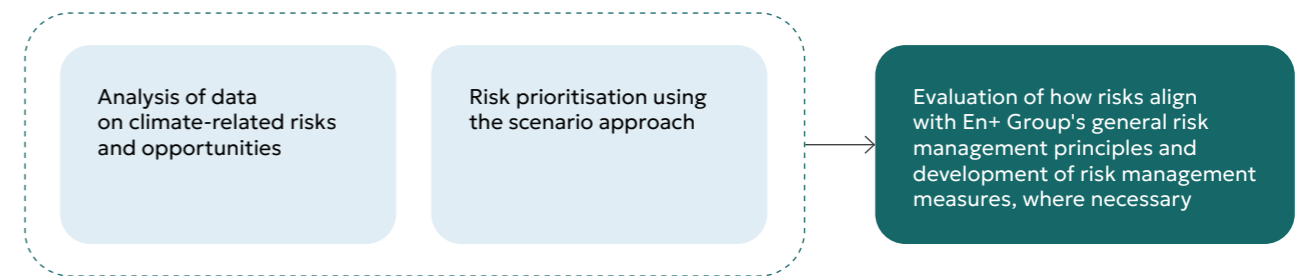 Analysis of data
on climate-related risks
and opportunities
Risk prioritisation using
the scenario approach
Evaluation of how risks align
with En+ Group's general risk
management principles and
development of risk management
measures, where necessary